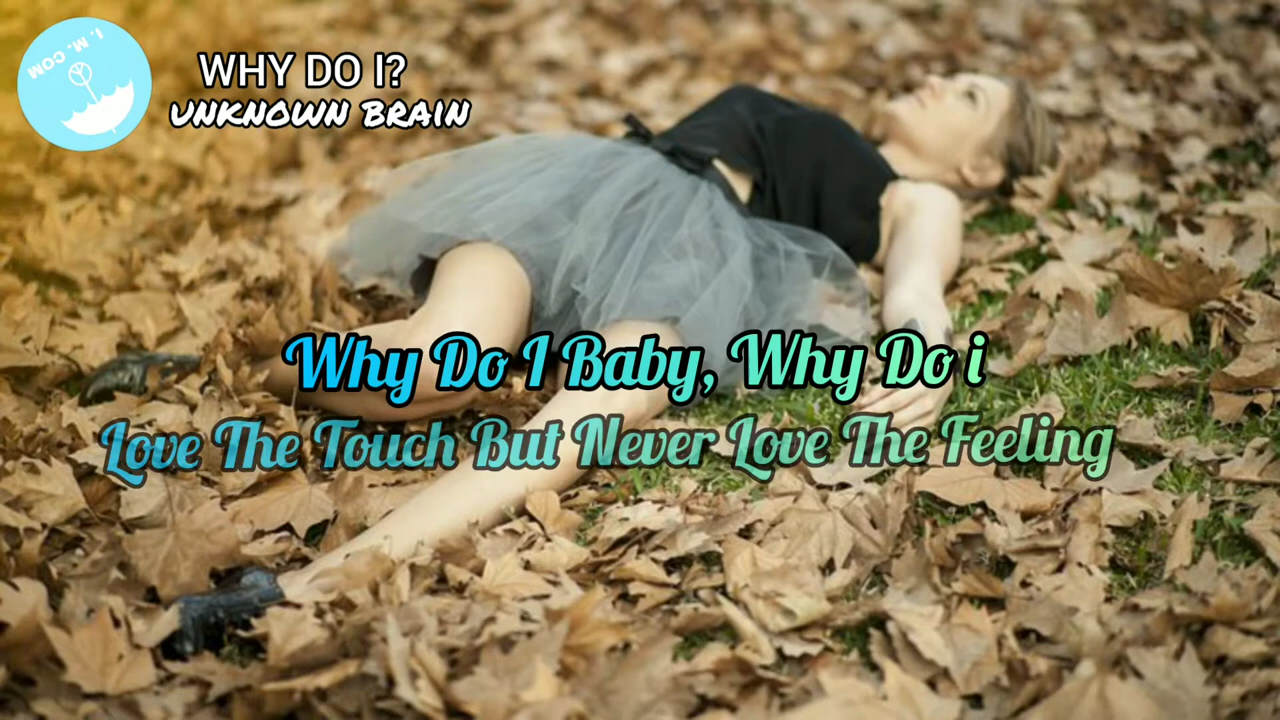 I. M. COM
WHY DO I?
UNKNOWN BRAIN
Why Do I Baby, Why Do i
Love The Touch But Never Love The Feeling